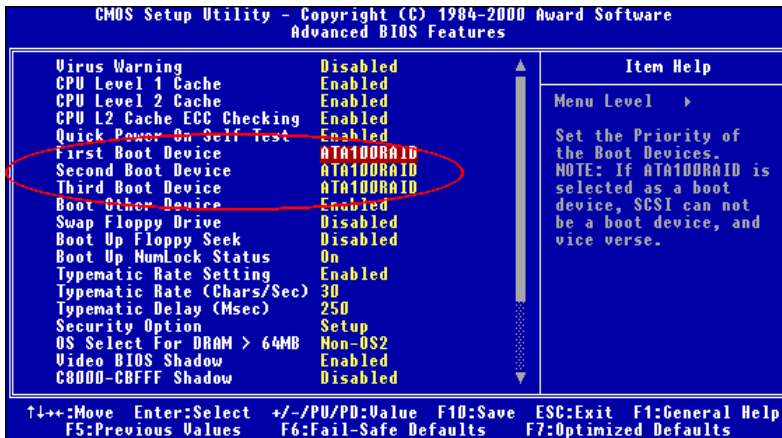 CMOS Setup Utility - Copyright (C) 1984-2000 Award Software
Advanced BIOS Features
Virus Warning Disabled
CPU Level 1 Cache Enabled
CPU Level 2 Cache Enabled
CPU L2 Cache ECC Checking Enabled
Quick Power On Self Test Enabled
First Boot Device ATA100RAID
Second Boot Device ATA100RAID
Third Boot Device ATA100RAID
Boot Other Device Enabled
Swap Floppy Drive Disabled
Boot Up Floppy Seek Disabled
Boot Up NumLock Status On
Typematic Rate Setting Enabled
Typematic Rate (Chars/Sec) 30
Typematic Delay (Msec) 250
Security Option Setup
OS Select For DRAM > 64MB Non-OS2
Video BIOS Shadow Enabled
C8000-CBFFF Shadow Disabled
Item Help
Menu Level ▸
Set the Priority of
the Boot Devices.
NOTE: If ATA100RAID is
selected as a boot
device, SCSI can not
be a boot device, and
vice verse.
↑↓→←:Move Enter:Select +/-/PU/PD:Value F10:Save ESC:Exit F1:General Help
F5:Previous Values F6:Fail-Safe Defaults F7:Optimized Defaults